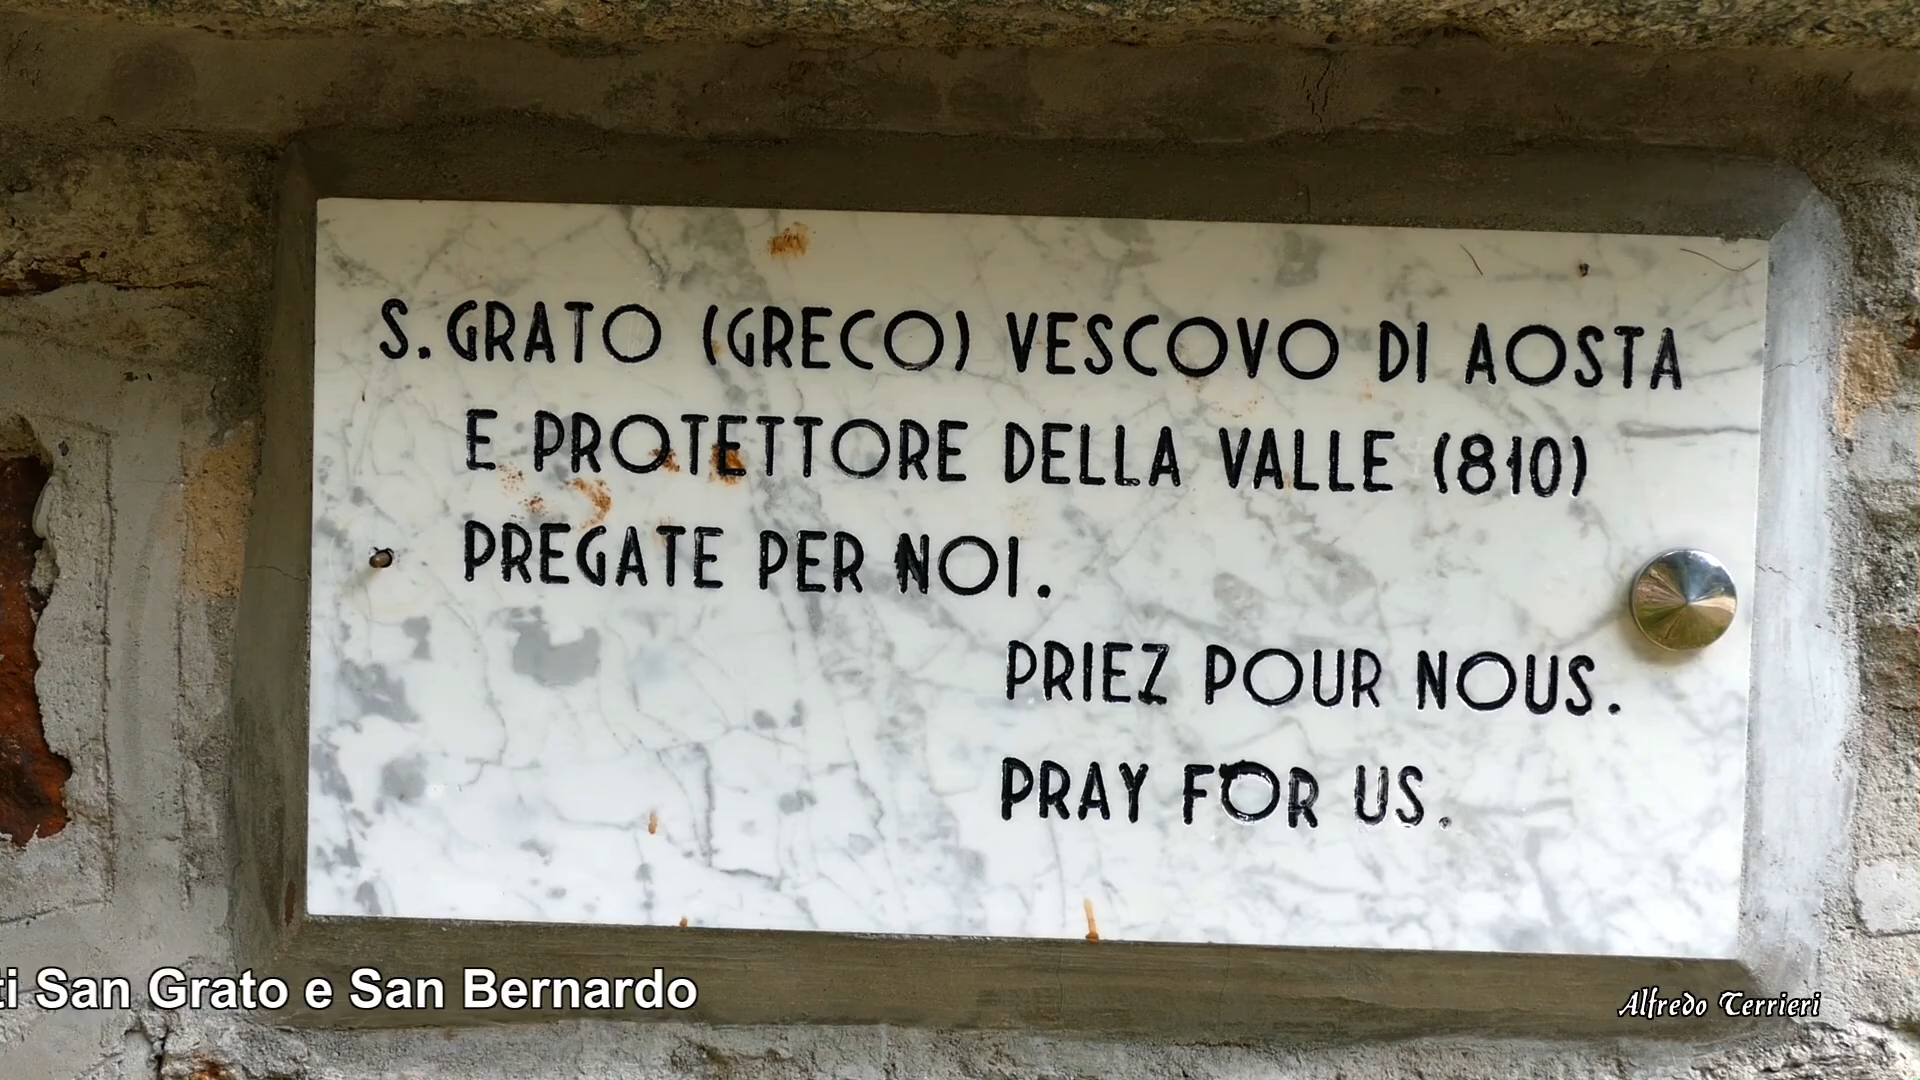 S. GRATO (GRECO) VESCOVO DI AOSTA
E PROTETTORE DELLA VALLE (810)
PREGATE PER NOI.
PRIEZ POUR NOUS.
PRAY FOR US.
San Grato e San Bernardo
Alfredo Terrieri